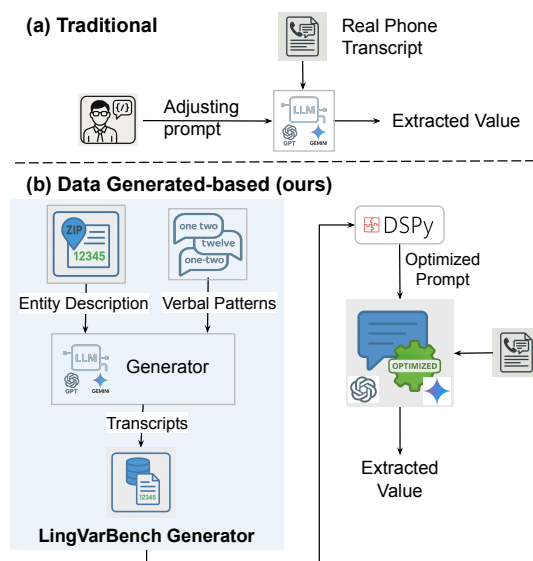 (a) Traditional
Real Phone
Transcript
{/}
Adjusting
prompt
LLM
GPT
GEMINI
Extracted Value
(b) Data Generated-based (ours)
ZIP
12345
one two
twelve
one-two
Entity Description
Verbal Patterns
LLM
GPT
GEMINI
Generator
Transcripts
12345
LingVarBench Generator
DSPy
Optimized
Prompt
OPTIMIZED
Extracted
Value